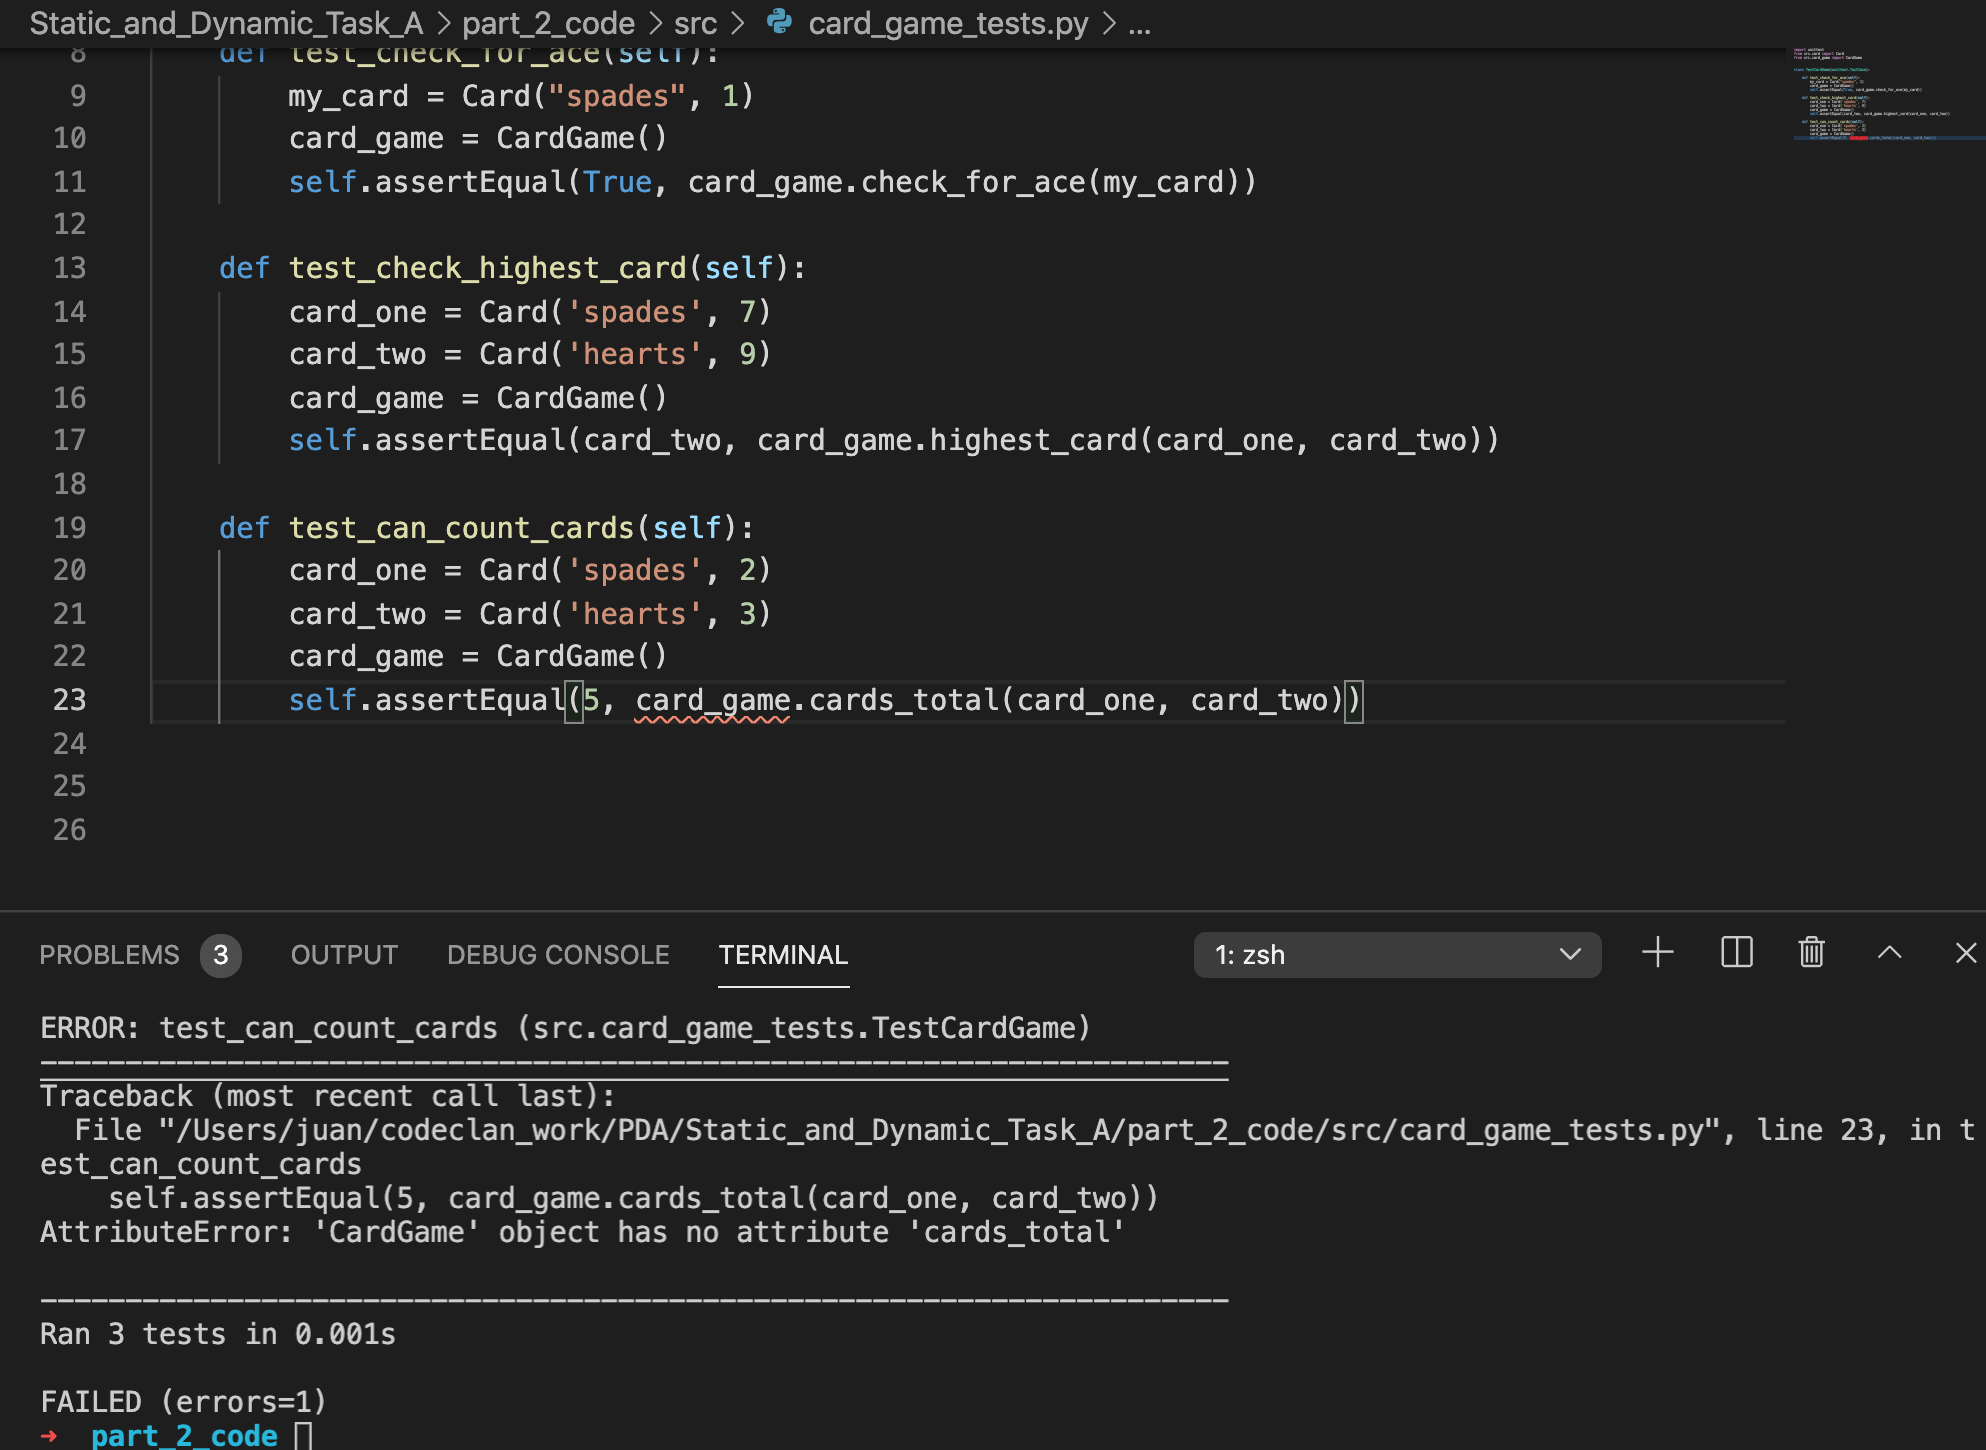 Static_and_Dynamic_Task_A > part_2_code > src > card_game_tests.py > ...
8 def test_check_for_ace(self):
9 my_card = Card("spades", 1)
10 card_game = CardGame()
11 self.assertEqual(True, card_game.check_for_ace(my_card))
12
13 def test_check_highest_card(self):
14 card_one = Card('spades', 7)
15 card_two = Card('hearts', 9)
16 card_game = CardGame()
17 self.assertEqual(card_two, card_game.highest_card(card_one, card_two))
18
19 def test_can_count_cards(self):
20 card_one = Card('spades', 2)
21 card_two = Card('hearts', 3)
22 card_game = CardGame()
23 self.assertEqual(5, card_game.cards_total(card_one, card_two))
24
25
26
PROBLEMS 3 OUTPUT DEBUG CONSOLE TERMINAL 1: zsh
ERROR: test_can_count_cards (src.card_game_tests.TestCardGame)
----------------------------------------------------------------------
Traceback (most recent call last):
File "/Users/juan/codeclan_work/PDA/Static_and_Dynamic_Task_A/part_2_code/src/card_game_tests.py", line 23, in t
est_can_count_cards
self.assertEqual(5, card_game.cards_total(card_one, card_two))
AttributeError: 'CardGame' object has no attribute 'cards_total'
----------------------------------------------------------------------
Ran 3 tests in 0.001s
FAILED (errors=1)
➜ part_2_code